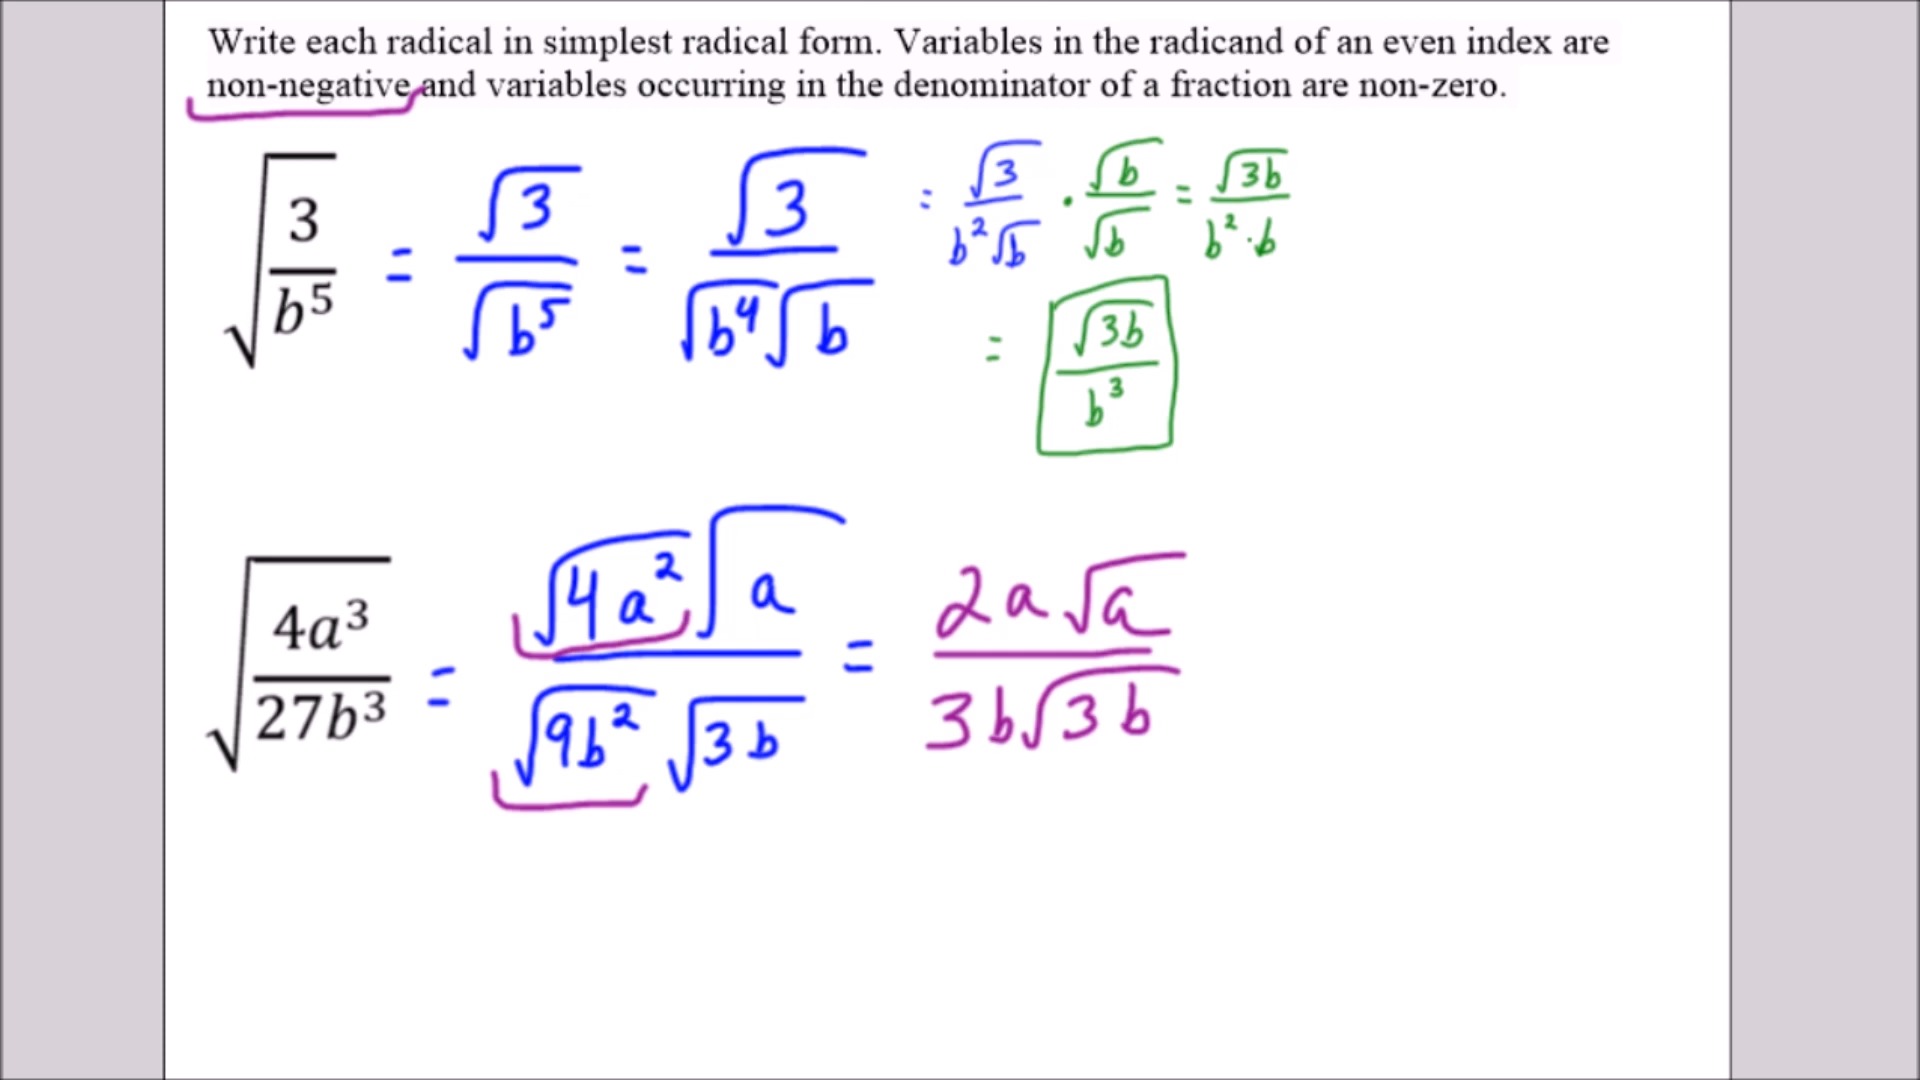 Write each radical in simplest radical form. Variables in the radicand of an even index are
non-negative and variables occurring in the denominator of a fraction are non-zero.
√(3/b⁵) = √3/√b⁵ = √3/(√b⁴ √b) = √3/(b²√b) · √b/√b = √3b/(b²·b)
= √3b/b³
√(4a³/27b³) = (√4a² √a)/(√9b² √3b) = 2a√a/(3b√3b)